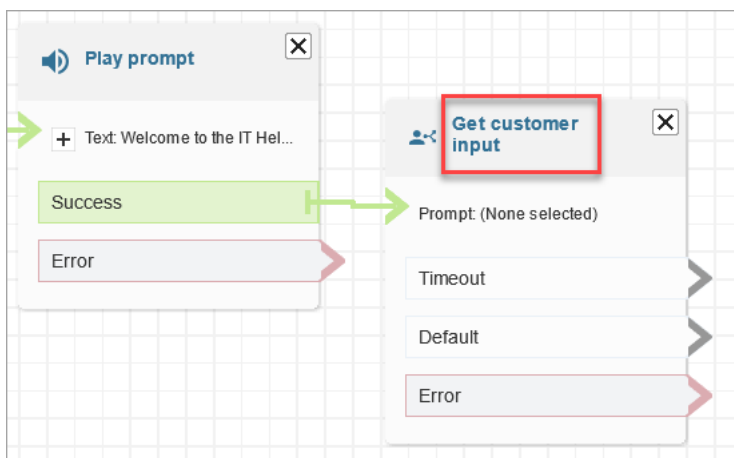 Play prompt
Text: Welcome to the IT Hel...
Success
Error
Get customer
input
Prompt: (None selected)
Timeout
Default
Error